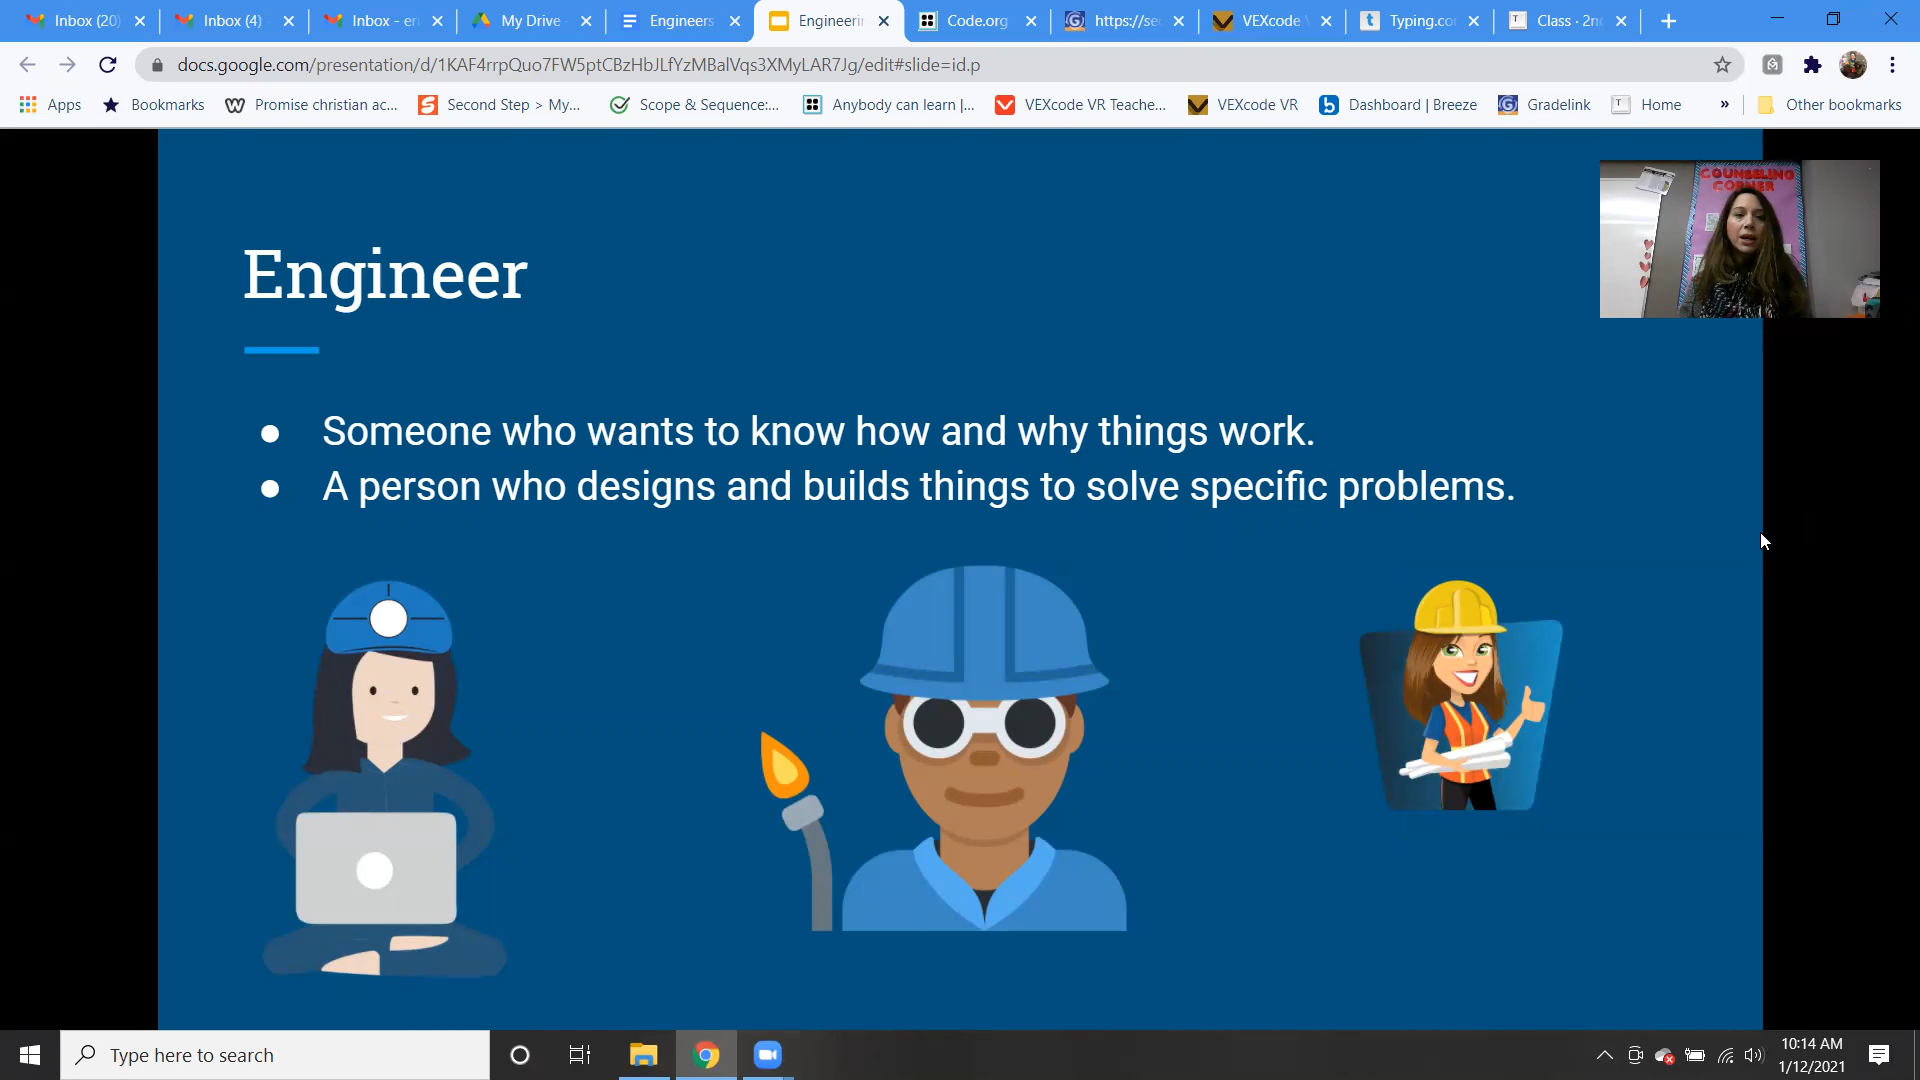 Inbox (20)
Inbox (4)
Inbox - eri
My Drive
Engineers
Engineerin
Code.org
https://sec
VEXcode V
Typing.co
Class · 2nd
docs.google.com/presentation/d/1KAF4rrpQuo7FW5ptCBzHbJLfYzMBalVqs3XMyLAR7Jg/edit#slide=id.p
Apps
Bookmarks
Promise christian ac...
Second Step > My...
Scope & Sequence:...
Anybody can learn |...
VEXcode VR Teache...
VEXcode VR
Dashboard | Breeze
Gradelink
Home
»
Other bookmarks
COUNSELING
CORNER
Engineer
● Someone who wants to know how and why things work.
● A person who designs and builds things to solve specific problems.
Type here to search
10:14 AM
1/12/2021